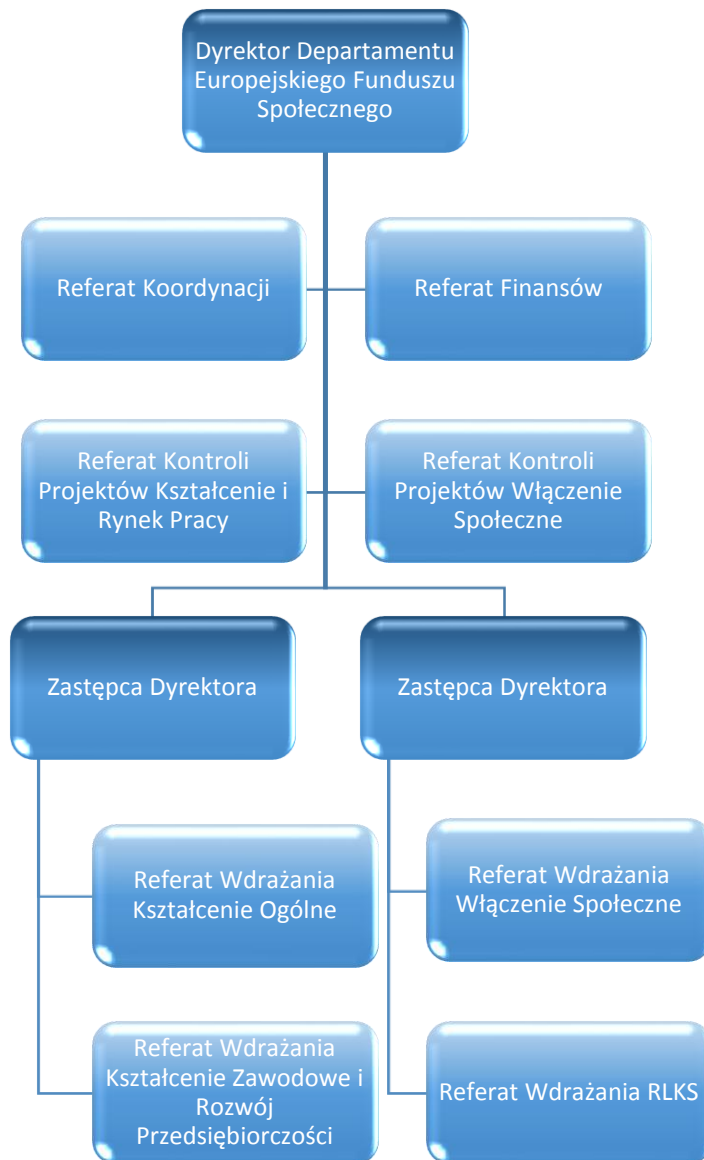 Dyrektor Departamentu
Europejskiego Funduszu
Społecznego
Referat Koordynacji
Referat Finansów
Referat Kontroli
Projektów Kształcenie i
Rynek Pracy
Referat Kontroli
Projektów Włączenie
Społeczne
Zastępca Dyrektora
Zastępca Dyrektora
Referat Wdrażania
Kształcenie Ogólne
Referat Wdrażania
Włączenie Społeczne
Referat Wdrażania
Kształcenie Zawodowe i
Rozwój
Przedsiębiorczości
Referat Wdrażania RLKS